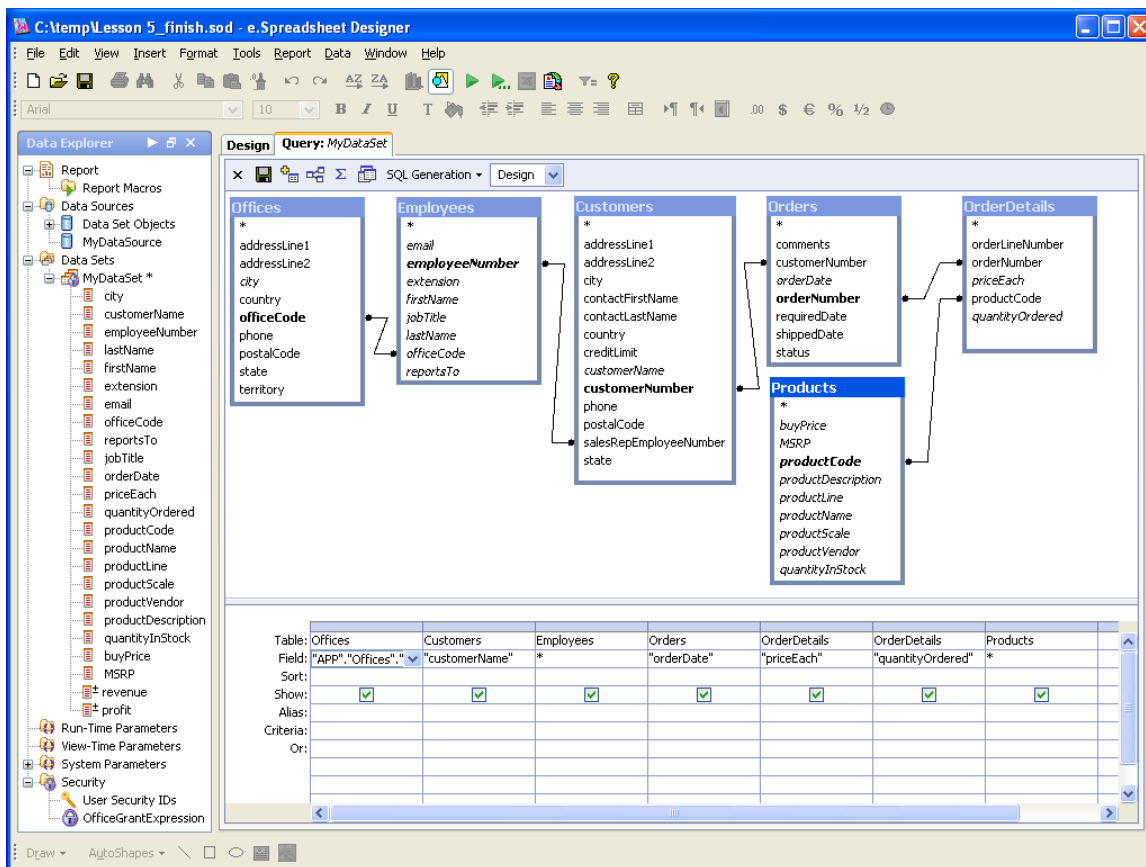 C:\temp\Lesson 5_finish.sod - e.Spreadsheet Designer
File Edit View Insert Format Tools Report Data Window Help
Arial 10 B I U T .00 $ € % 1/2
Data Explorer
Report
Report Macros
Data Sources
Data Set Objects
MyDataSource
Data Sets
MyDataSet *
city
customerName
employeeNumber
lastName
firstName
extension
email
officeCode
reportsTo
jobTitle
orderDate
priceEach
quantityOrdered
productCode
productName
productLine
productScale
productVendor
productDescription
quantityInStock
buyPrice
MSRP
revenue
profit
Run-Time Parameters
View-Time Parameters
System Parameters
Security
User Security IDs
OfficeGrantExpression
Design Query: MyDataSet
SQL Generation Design
Offices
*
addressLine1
addressLine2
city
country
officeCode
phone
postalCode
state
territory
Employees
*
email
employeeNumber
extension
firstName
jobTitle
lastName
officeCode
reportsTo
Customers
*
addressLine1
addressLine2
city
contactFirstName
contactLastName
country
creditLimit
customerName
customerNumber
phone
postalCode
salesRepEmployeeNumber
state
Orders
*
comments
customerNumber
orderDate
orderNumber
requiredDate
shippedDate
status
OrderDetails
*
orderLineNumber
orderNumber
priceEach
productCode
quantityOrdered
Products
*
buyPrice
MSRP
productCode
productDescription
productLine
productName
productScale
productVendor
quantityInStock
Table: Offices Customers Employees Orders OrderDetails OrderDetails Products
Field: "APP"."Offices"." "customerName" * "orderDate" "priceEach" "quantityOrdered" *
Sort:
Show:
Alias:
Criteria:
Or:
Draw AutoShapes